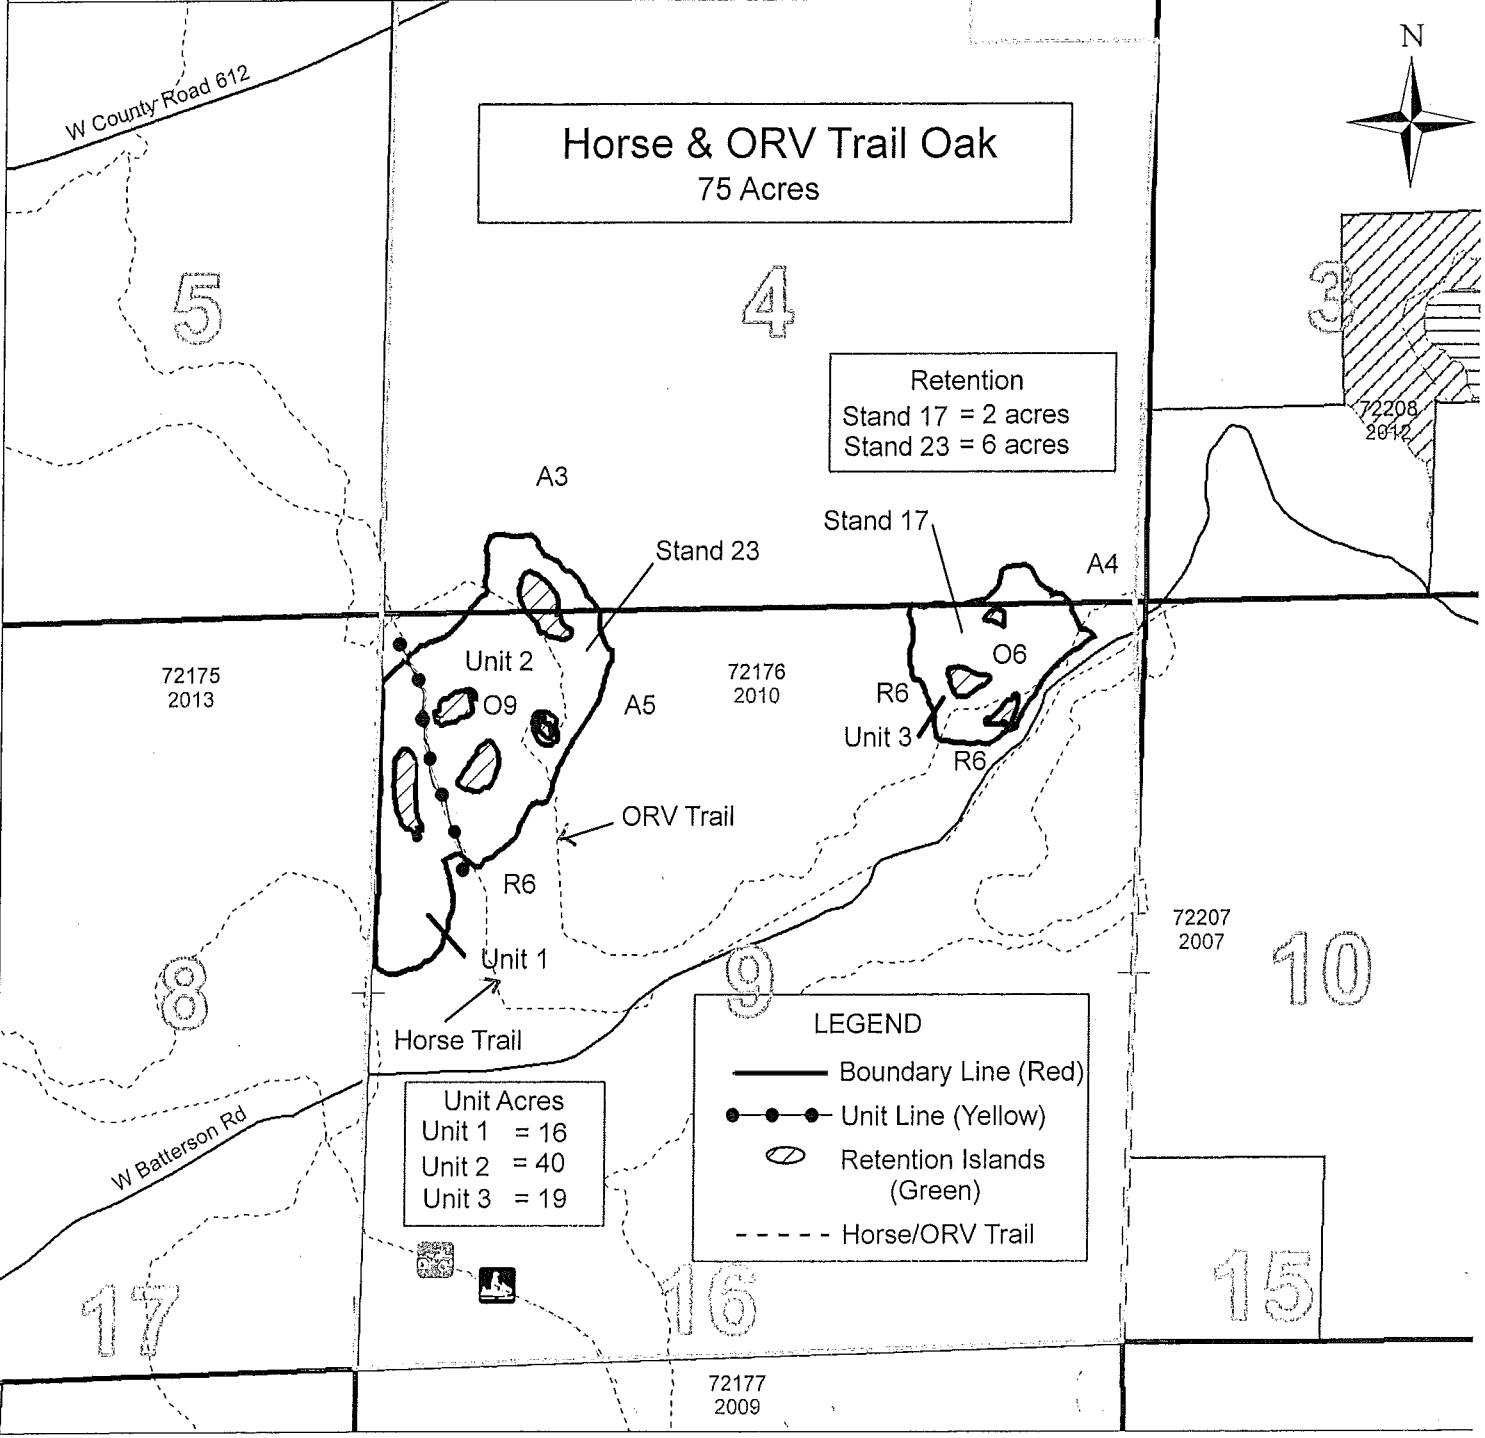 N
W County Road 612
Horse & ORV Trail Oak
75 Acres
5
4
3
Retention
Stand 17 = 2 acres
Stand 23 = 6 acres
72208
2012
A3
Stand 17
Stand 23
A4
Unit 2
O6
72175
2013
72176
2010
O9
A5
R6
Unit 3
R6
ORV Trail
R6
72207
2007
Unit 1
8
9
10
Horse Trail
LEGEND
Boundary Line (Red)
Unit Line (Yellow)
Retention Islands
(Green)
Horse/ORV Trail
Unit Acres
Unit 1 = 16
Unit 2 = 40
Unit 3 = 19
W Batterson Rd
17
16
15
72177
2009